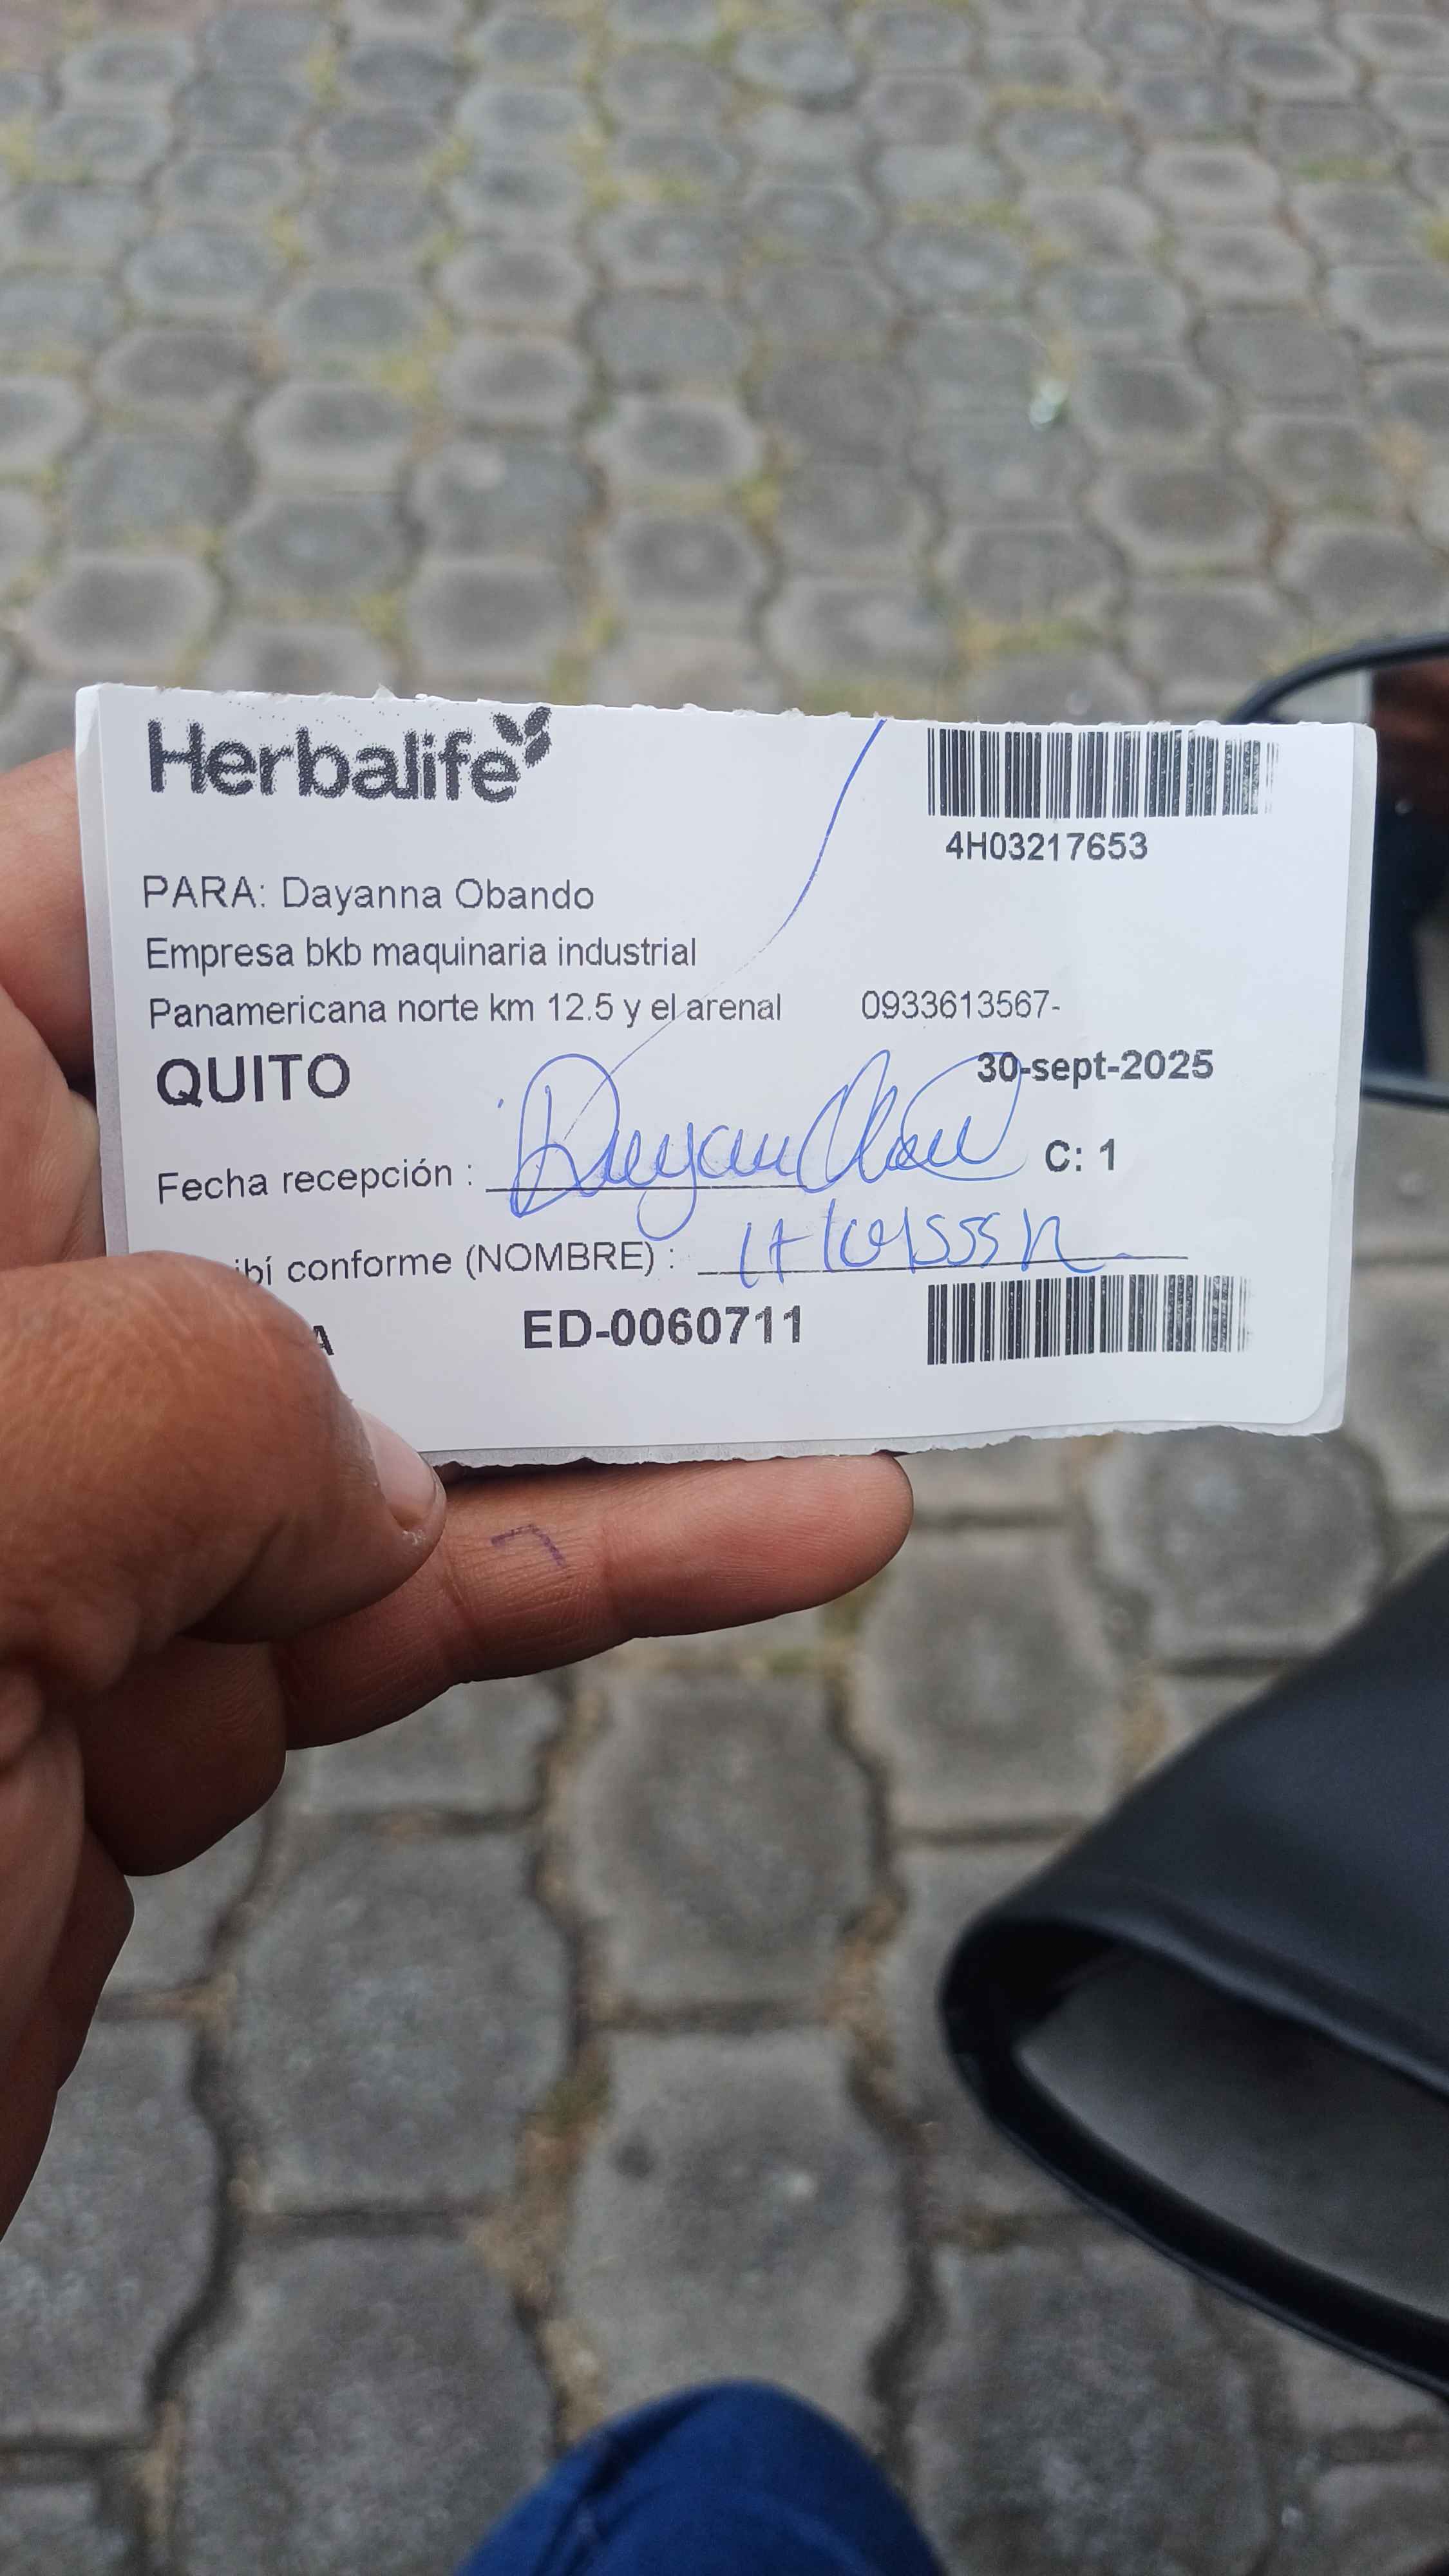 Herbalife
4H03217653
PARA: Dayanna Obando
Empresa bkb maquinaria industrial
Panamericana norte km 12.5 y el arenal 0933613567-
QUITO 30-sept-2025
Fecha recepción : C: 1
ibí conforme (NOMBRE) :
A ED-0060711